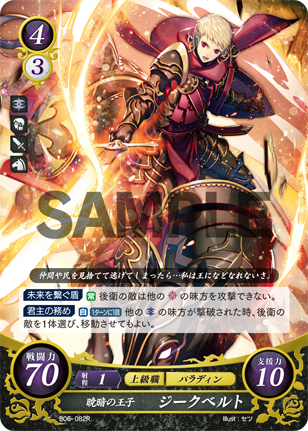 4
3
SAMPLE
仲間や民を見捨てて逃げてしまったら…私は王になどなれないさ。
未来を繋ぐ盾 常 後衛の敵は他の の味方を攻撃できない。
君主の務め 自 1ターンに1回 他の の味方が撃破された時、後衛の
敵を1体選び、移動させてもよい。
戦闘力
70
射程 1 上級職 パラディン
支援力
10
暁暗の王子 ジークベルト
B06-082R Illust:セツ